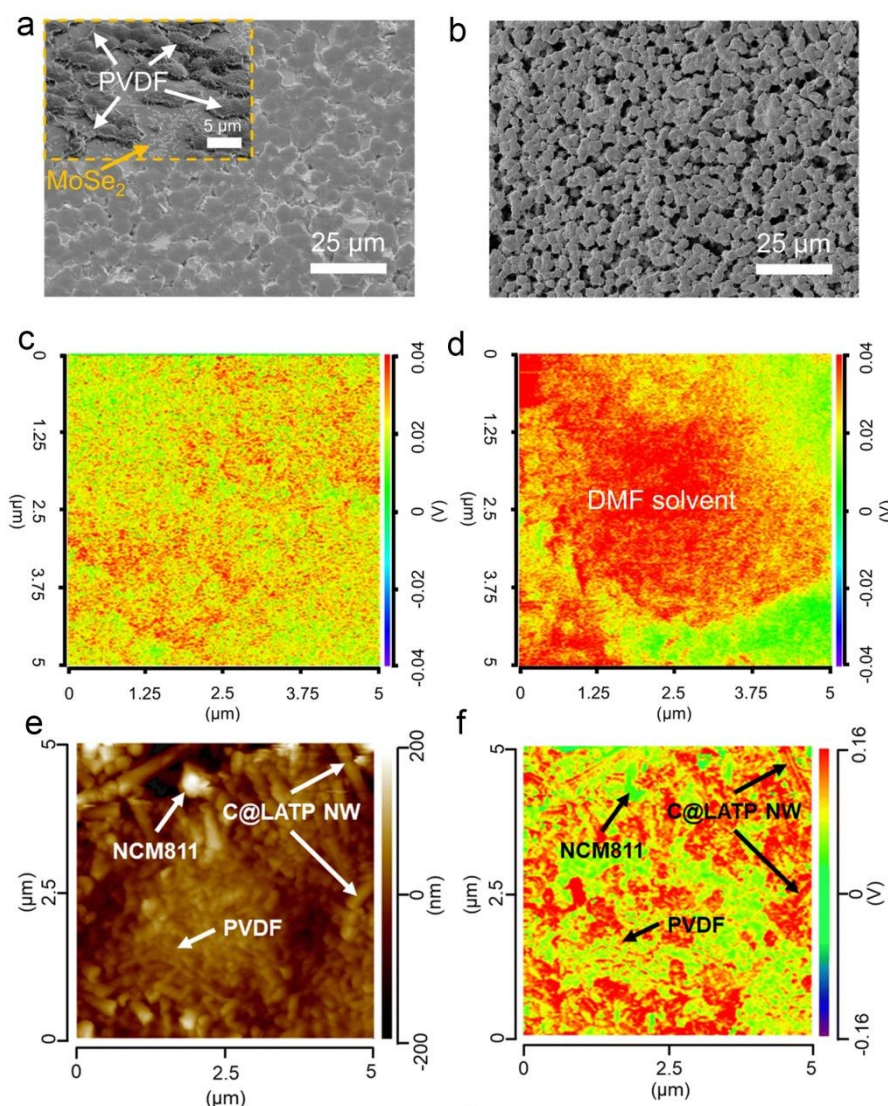 a
PVDF
5 µm
MoSe2
25 µm
b
25 µm
c
0
1.25
2.5
3.75
5
(µm)
0
1.25
2.5
3.75
5
(µm)
0.04
0.02
0
-0.02
-0.04
(V)
d
DMF solvent
0
1.25
2.5
3.75
5
(µm)
0
1.25
2.5
3.75
5
(µm)
0.04
0.02
0
-0.02
-0.04
(V)
e
5
2.5
0
(µm)
C@LATP NW
NCM811
PVDF
0
2.5
5
(µm)
200
0
-200
(nm)
f
5
2.5
0
(µm)
C@LATP NW
NCM811
PVDF
0
2.5
5
(µm)
0.16
0
-0.16
(V)